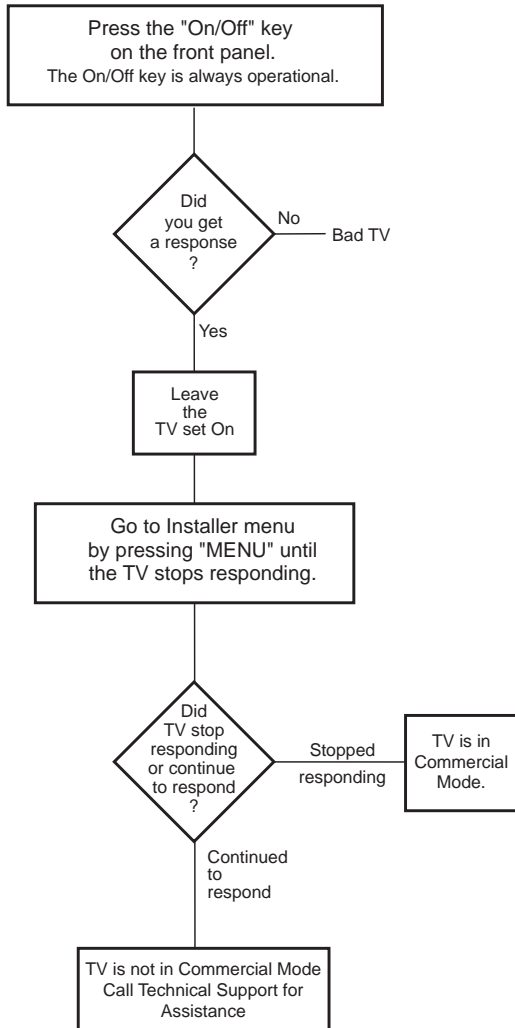 Press the "On/Off" key
on the front panel.
The On/Off key is always operational.
Did
you get
a response
?
No
Bad TV
Yes
Leave
the
TV set On
Go to Installer menu
by pressing "MENU" until
the TV stops responding.
Did
TV stop
responding
or continue
to respond
?
Stopped
responding
TV is in
Commercial
Mode.
Continued
to
respond
TV is not in Commercial Mode
Call Technical Support for
Assistance